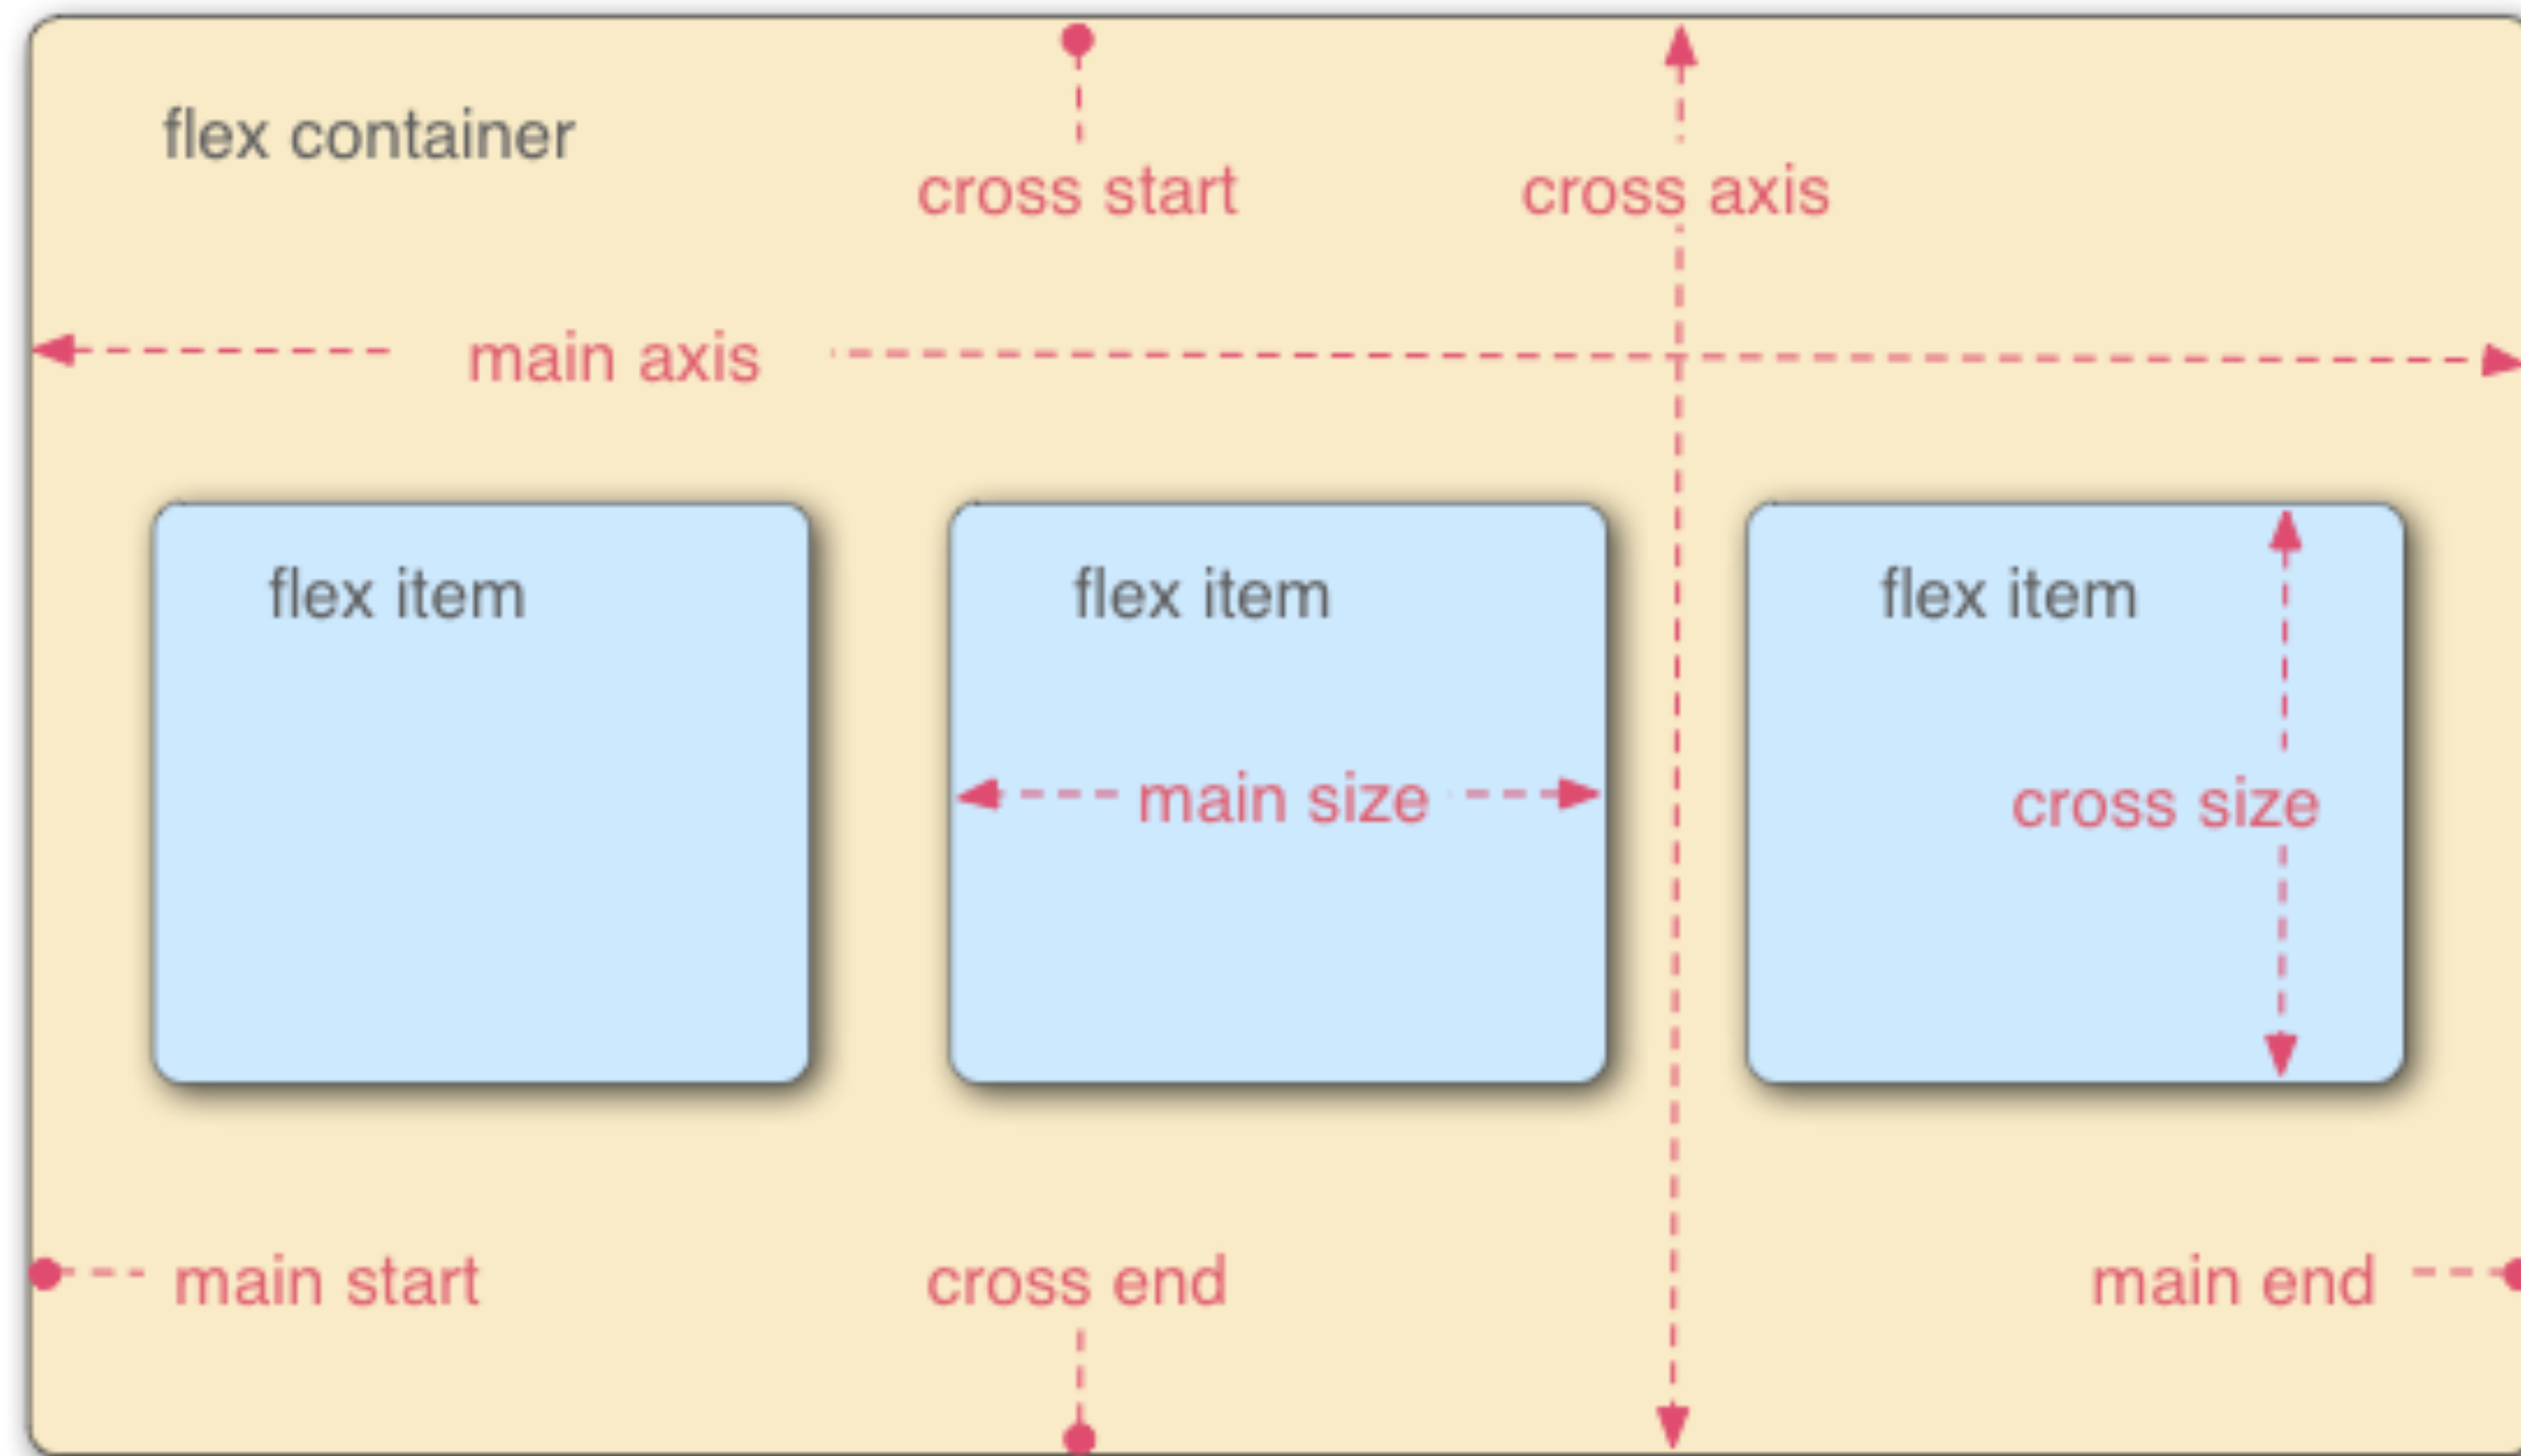 flex container
cross start
cross axis
main axis
flex item
flex item
flex item
main size
cross size
main start
cross end
main end